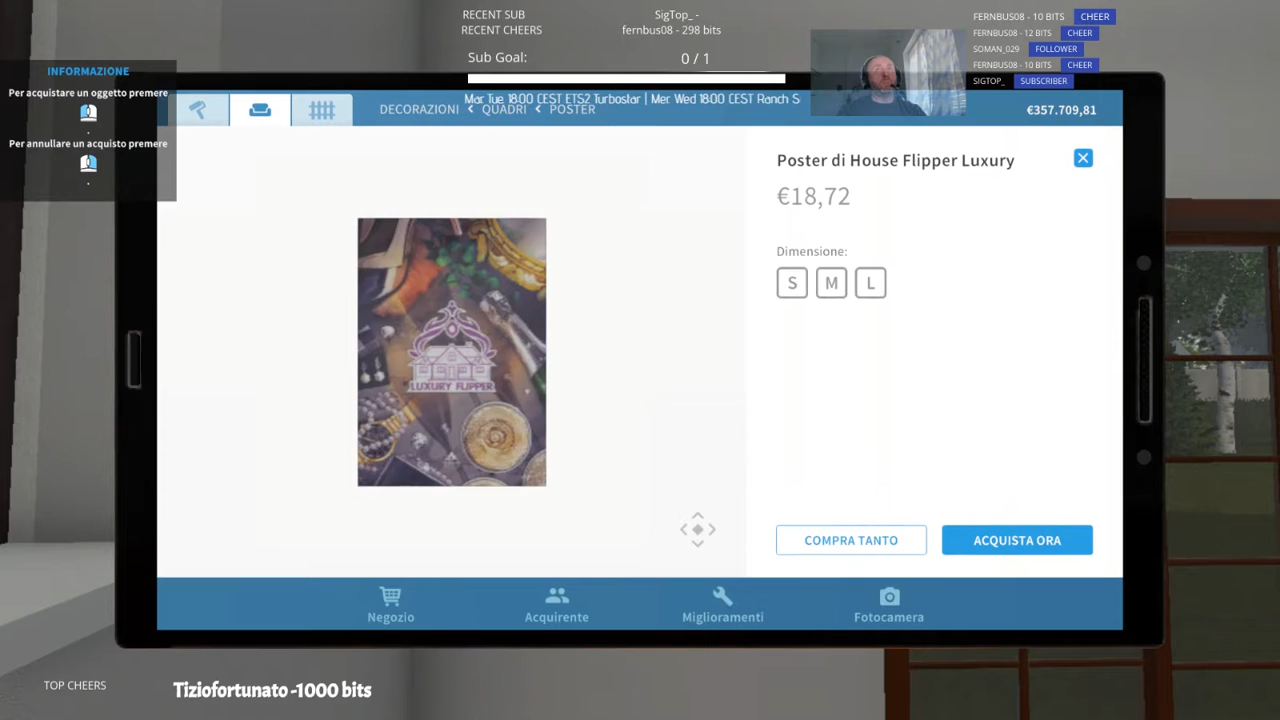 RECENT SUB
SigTop_ -
RECENT CHEERS
fernbus08 - 298 bits
Sub Goal:
0 / 1
FERNBUS08 - 10 BITS CHEER
FERNBUS08 - 12 BITS CHEER
SOMAN_029 FOLLOWER
FERNBUS08 - 10 BITS CHEER
SIGTOP_ SUBSCRIBER
INFORMAZIONE
Per acquistare un oggetto premere
.
Per annullare un acquisto premere
.
Mar Tue 18:00 CEST ETS2 Turbostar | Mer Wed 18:00 CEST Ranch S
DECORAZIONI < QUADRI < POSTER
€357.709,81
Poster di House Flipper Luxury
€18,72
Dimensione:
S M L
LUXURY FLIPPER
COMPRA TANTO
ACQUISTA ORA
Negozio
Acquirente
Miglioramenti
Fotocamera
TOP CHEERS
Tiziofortunato -1000 bits